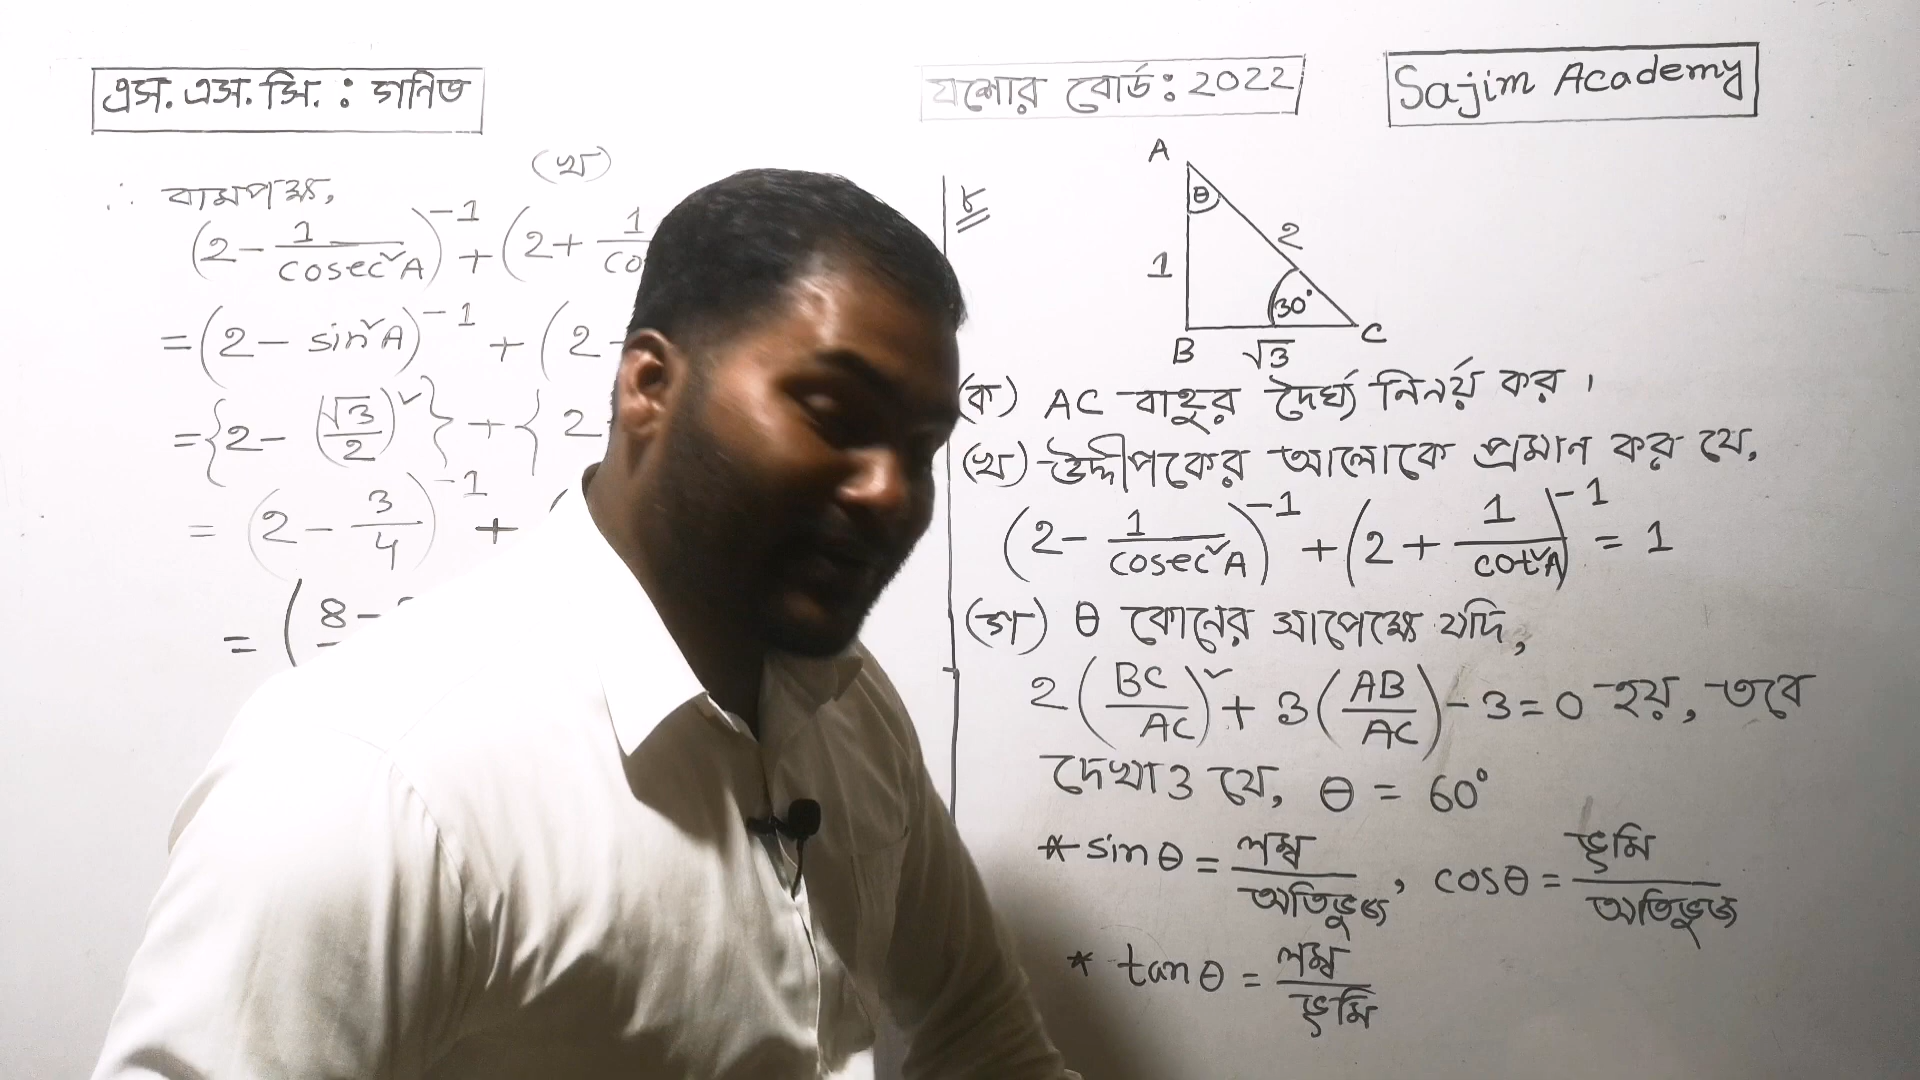 এস. এস. সি. : গনিত
যশোর বোর্ড : 2022
Sajim Academy
(খ)
∴ বামপক্ষ,
(2 - 1/cosec²A)⁻¹ + (2 + 1/co
= (2 - sin²A)⁻¹ + (2 -
= {2 - (√3/2)²} + {2
= (2 - 3/4)⁻¹ +
= (8 -
৮
A
θ
2
1
30°
B √3 C
(ক) AC বাহুর দৈর্ঘ্য নির্নয় কর।
(খ) উদ্দীপকের আলোকে প্রমান কর যে,
(2 - 1/cosec²A)⁻¹ + (2 + 1/cot²A)⁻¹ = 1
(গ) θ কোনের সাপেক্ষে যদি,
2(BC/AC)² + 3(AB/AC) - 3 = 0 হয়, তবে
দেখাও যে, θ = 60°
* sinθ = লম্ব/অতিভুজ, cosθ = ভূমি/অতিভুজ
* tanθ = লম্ব/ভূমি